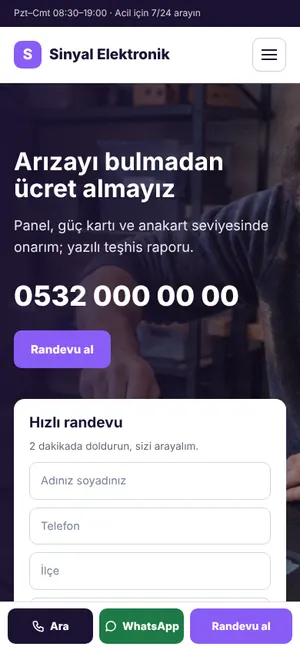 Pzt–Cmt 08:30–19:00 · Acil için 7/24 arayın
S Sinyal Elektronik
Arızayı bulmadan
ücret almayız
Panel, güç kartı ve anakart seviyesinde
onarım; yazılı teşhis raporu.
0532 000 00 00
Randevu al
Hızlı randevu
2 dakikada doldurun, sizi arayalım.
Adınız soyadınız
Telefon
İlçe
Ara WhatsApp Randevu al